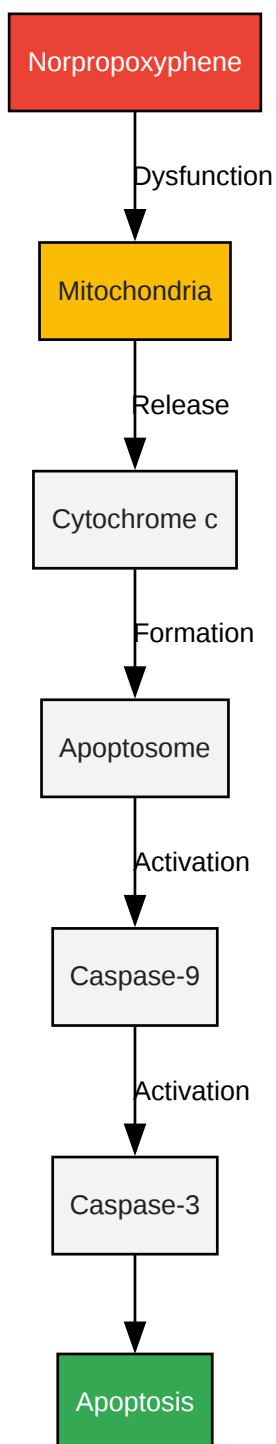 Norpropoxyphene
Dysfunction
Mitochondria
Release
Cytochrome c
Formation
Apoptosome
Activation
Caspase-9
Activation
Caspase-3
Apoptosis